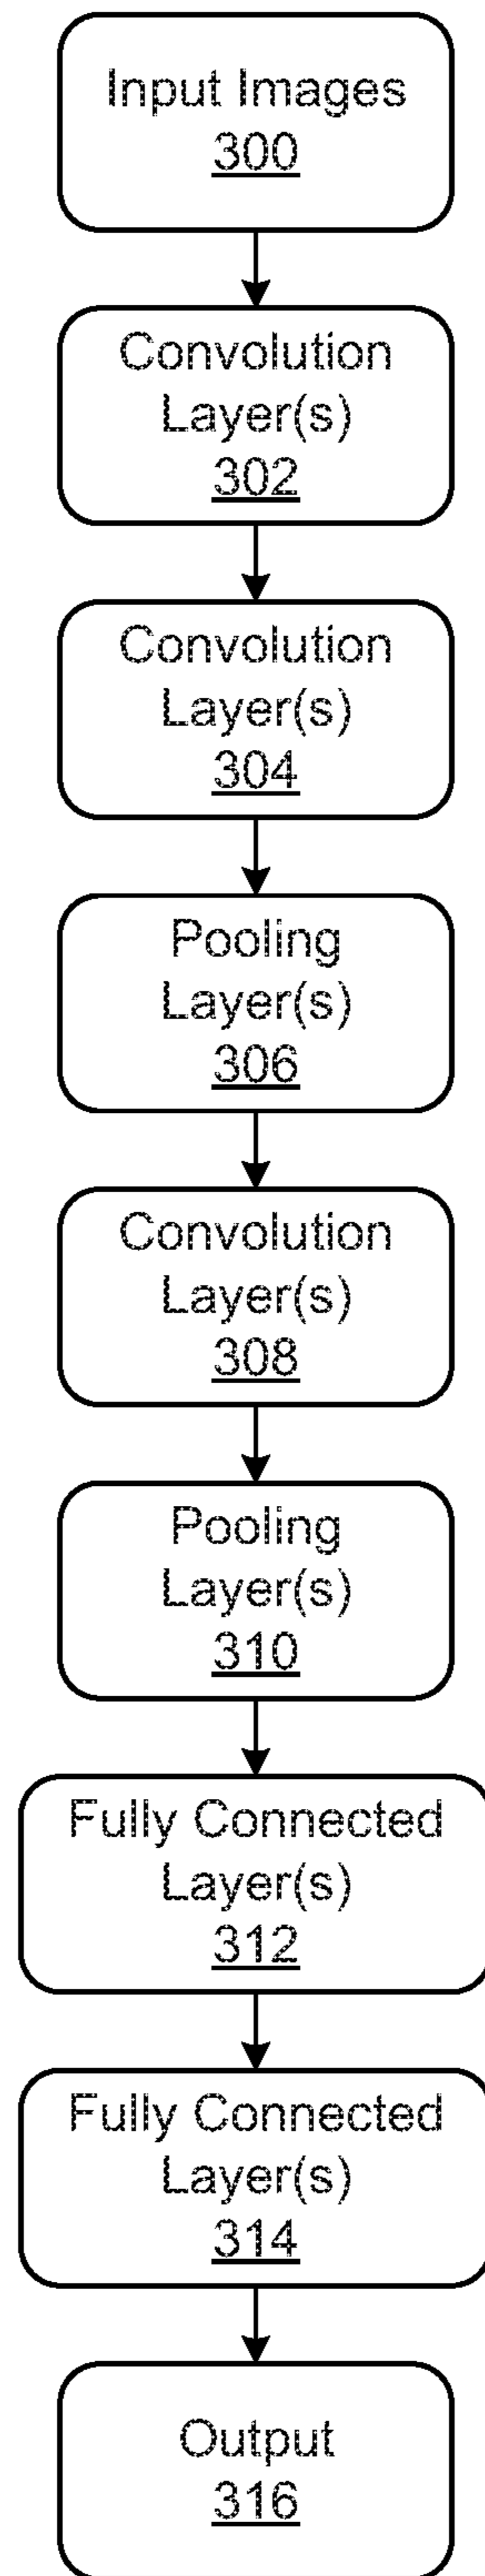 Input Images
300
Convolution
Layer(s)
302
Convolution
Layer(s)
304
Pooling
Layer(s)
306
Convolution
Layer(s)
308
Pooling
Layer(s)
310
Fully Connected
Layer(s)
312
Fully Connected
Layer(s)
314
Output
316